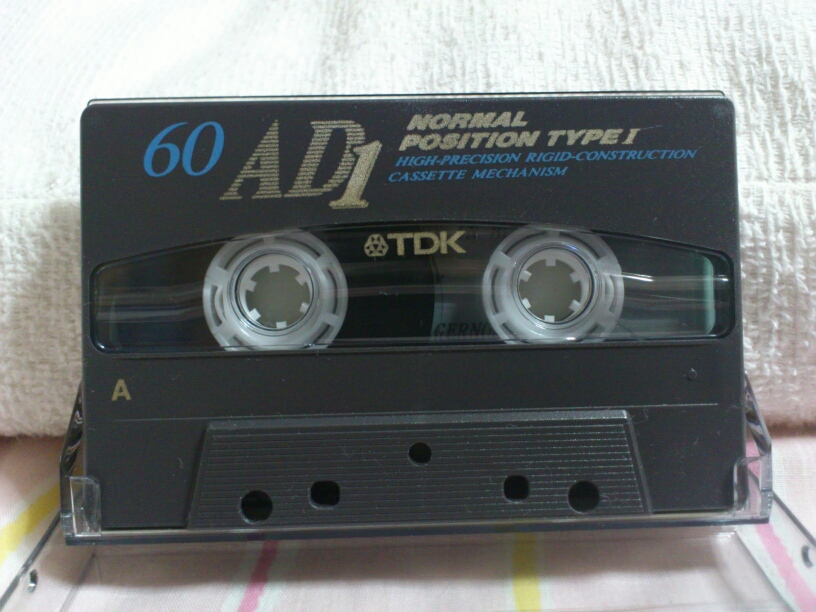 60 AD1 NORMAL
POSITION TYPE I
HIGH-PRECISION RIGID-CONSTRUCTION
CASSETTE MECHANISM
TDK
A